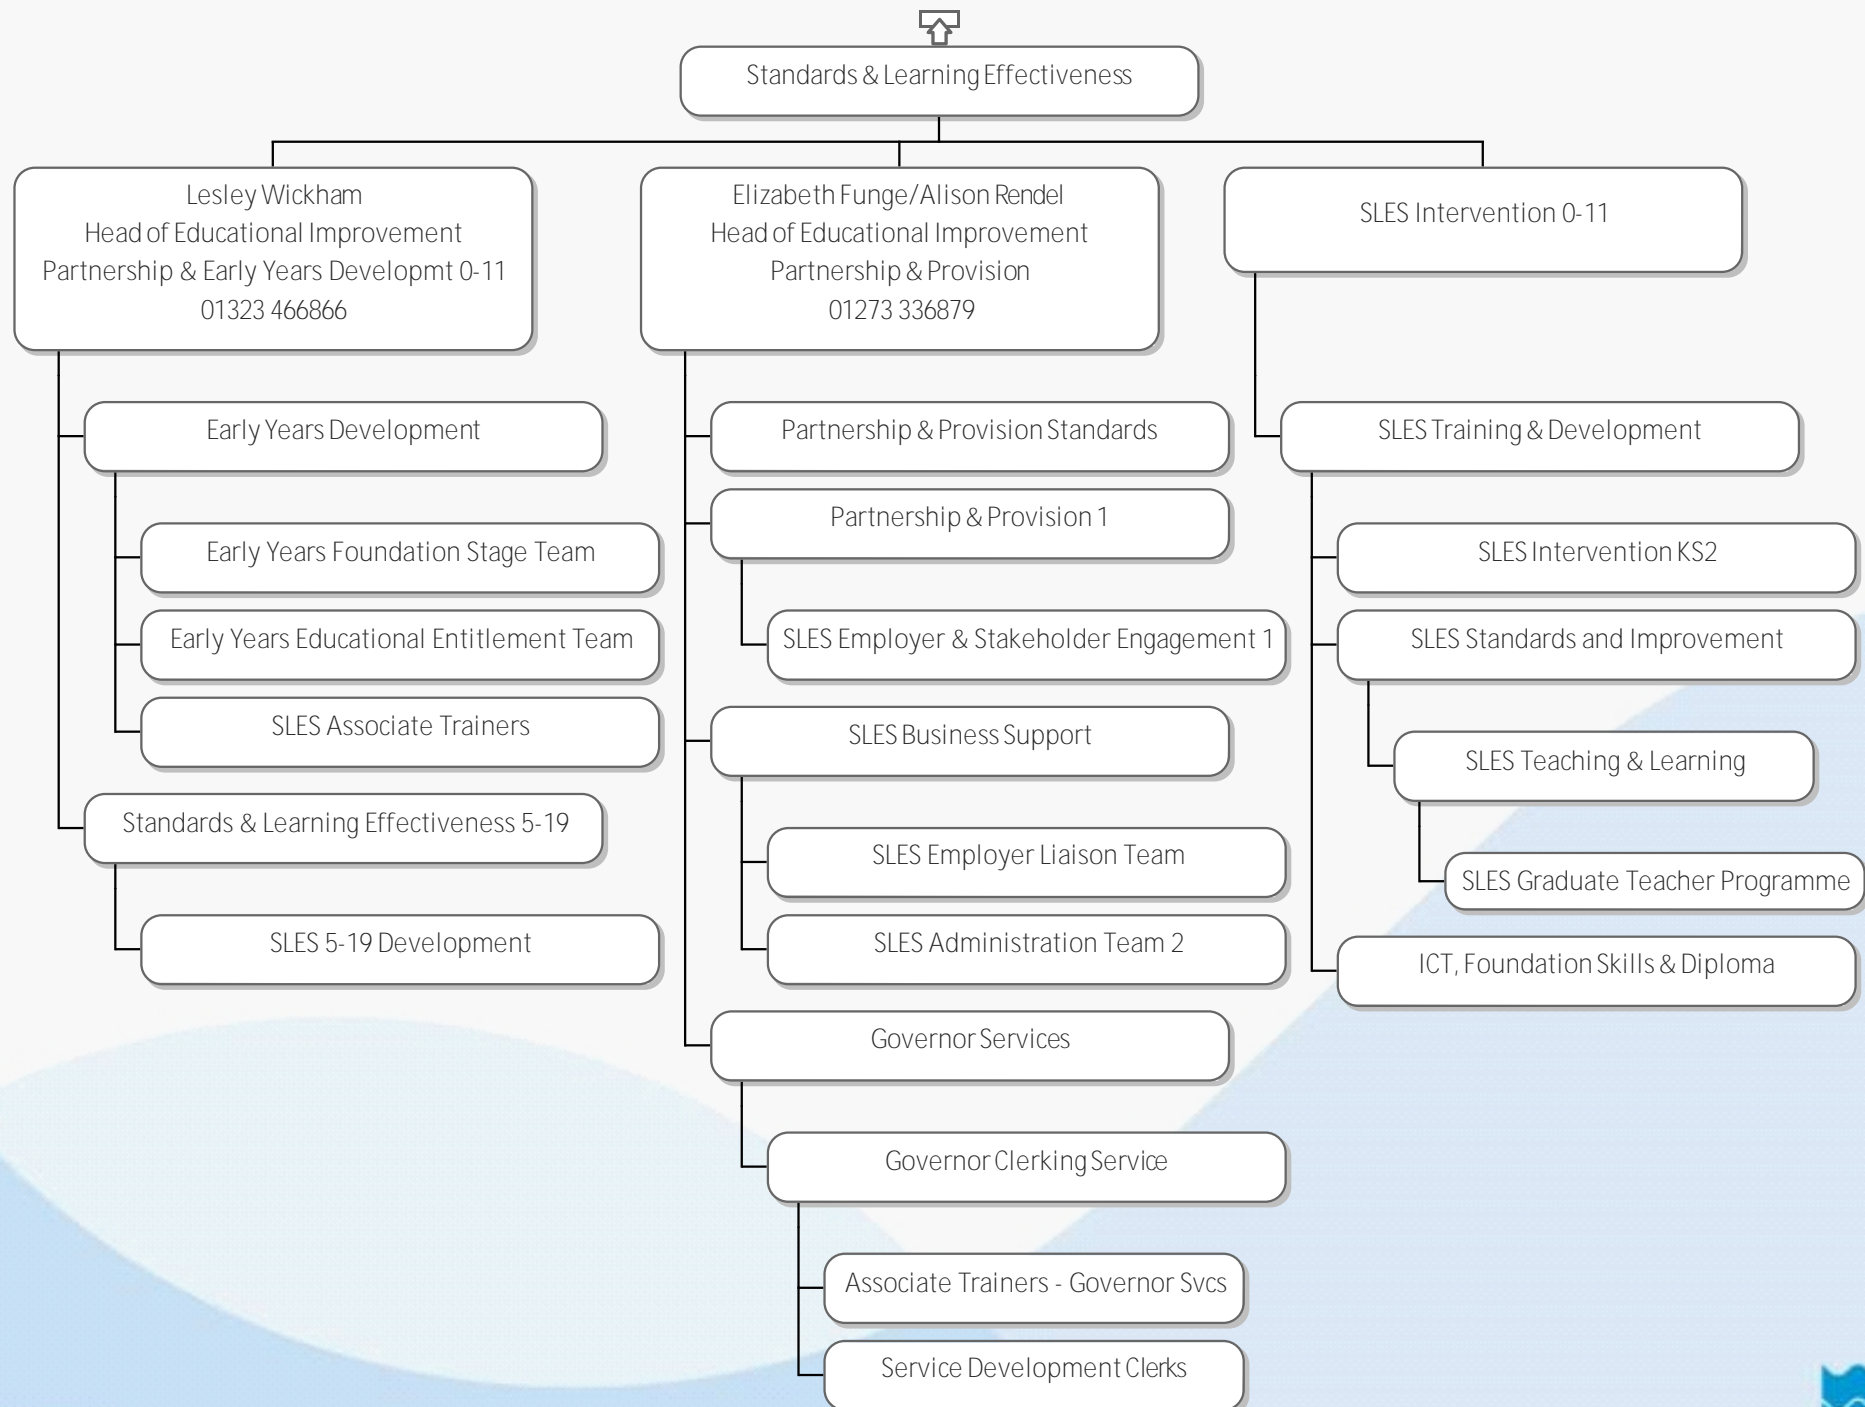 Standards & Learning Effectiveness
Lesley Wickham
Head of Educational Improvement
Partnership & Early Years Developmt 0-11
01323 466866
Early Years Development
Early Years Foundation Stage Team
Early Years Educational Entitlement Team
SLES Associate Trainers
Standards & Learning Effectiveness 5-19
SLES 5-19 Development
Elizabeth Funge/Alison Rendel
Head of Educational Improvement
Partnership & Provision
01273 336879
Partnership & Provision Standards
Partnership & Provision 1
SLES Employer & Stakeholder Engagement 1
SLES Business Support
SLES Employer Liaison Team
SLES Administration Team 2
Governor Services
Governor Clerking Service
Associate Trainers - Governor Svcs
Service Development Clerks
SLES Intervention 0-11
SLES Training & Development
SLES Intervention KS2
SLES Standards and Improvement
SLES Teaching & Learning
SLES Graduate Teacher Programme
ICT, Foundation Skills & Diploma